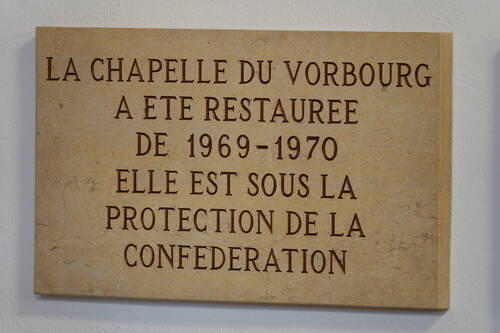 LA CHAPELLE DU VORBOURG
A ETE RESTAUREE
DE 1969-1970
ELLE EST SOUS LA
PROTECTION DE LA
CONFEDERATION